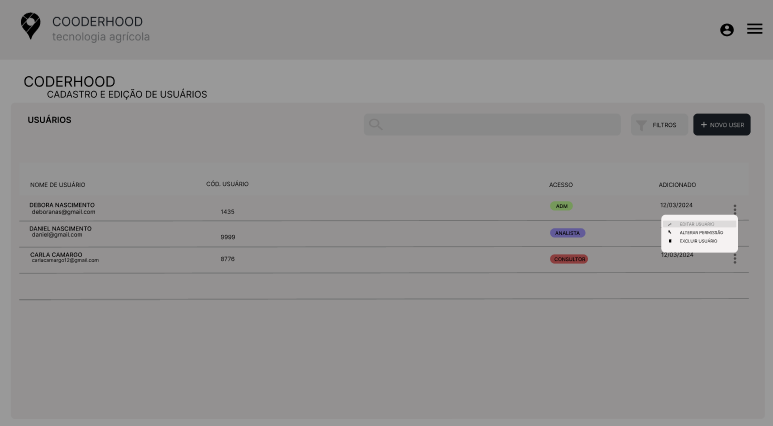 COODERHOOD
tecnologia agrícola
CODERHOOD
CADASTRO E EDIÇÃO DE USUÁRIOS
USUÁRIOS
FILTROS
+ NOVO USER
NOME DE USUÁRIO CÓD. USUÁRIO ACESSO ADICIONADO
DEBORA NASCIMENTO
deboranas@gmail.com 1435 ADM 12/03/2024
DANIEL NASCIMENTO
daniel@gmail.com 9990 ANALISTA
EDITAR USUÁRIO
ALTERAR PERMISSÃO
EXCLUIR USUÁRIO
CARLA CAMARGO
carlacamargo12@gmail.com 8776 CONSULTOR 12/03/2024